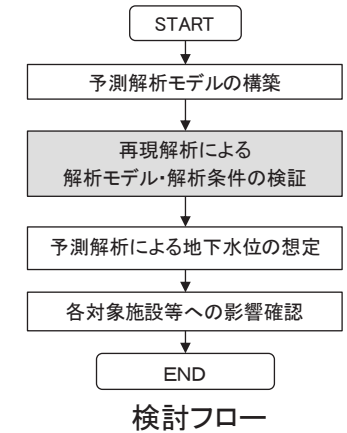 START
予測解析モデルの構築
再現解析による
解析モデル・解析条件の検証
予測解析による地下水位の想定
各対象施設等への影響確認
END
検討フロー